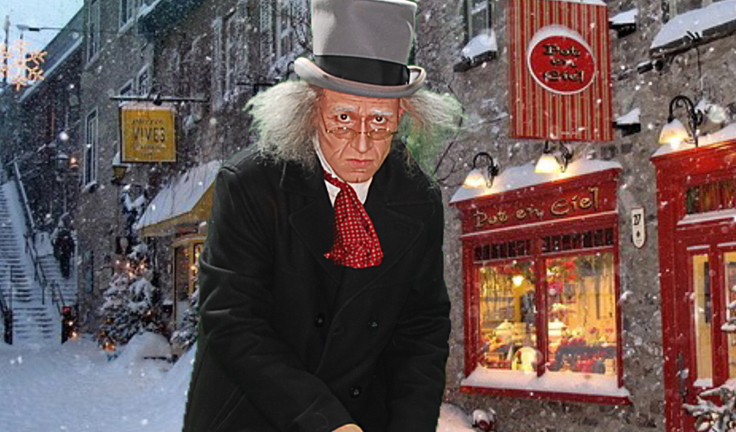 VIVES
Pot
en
Ciel
Pot en Ciel
27